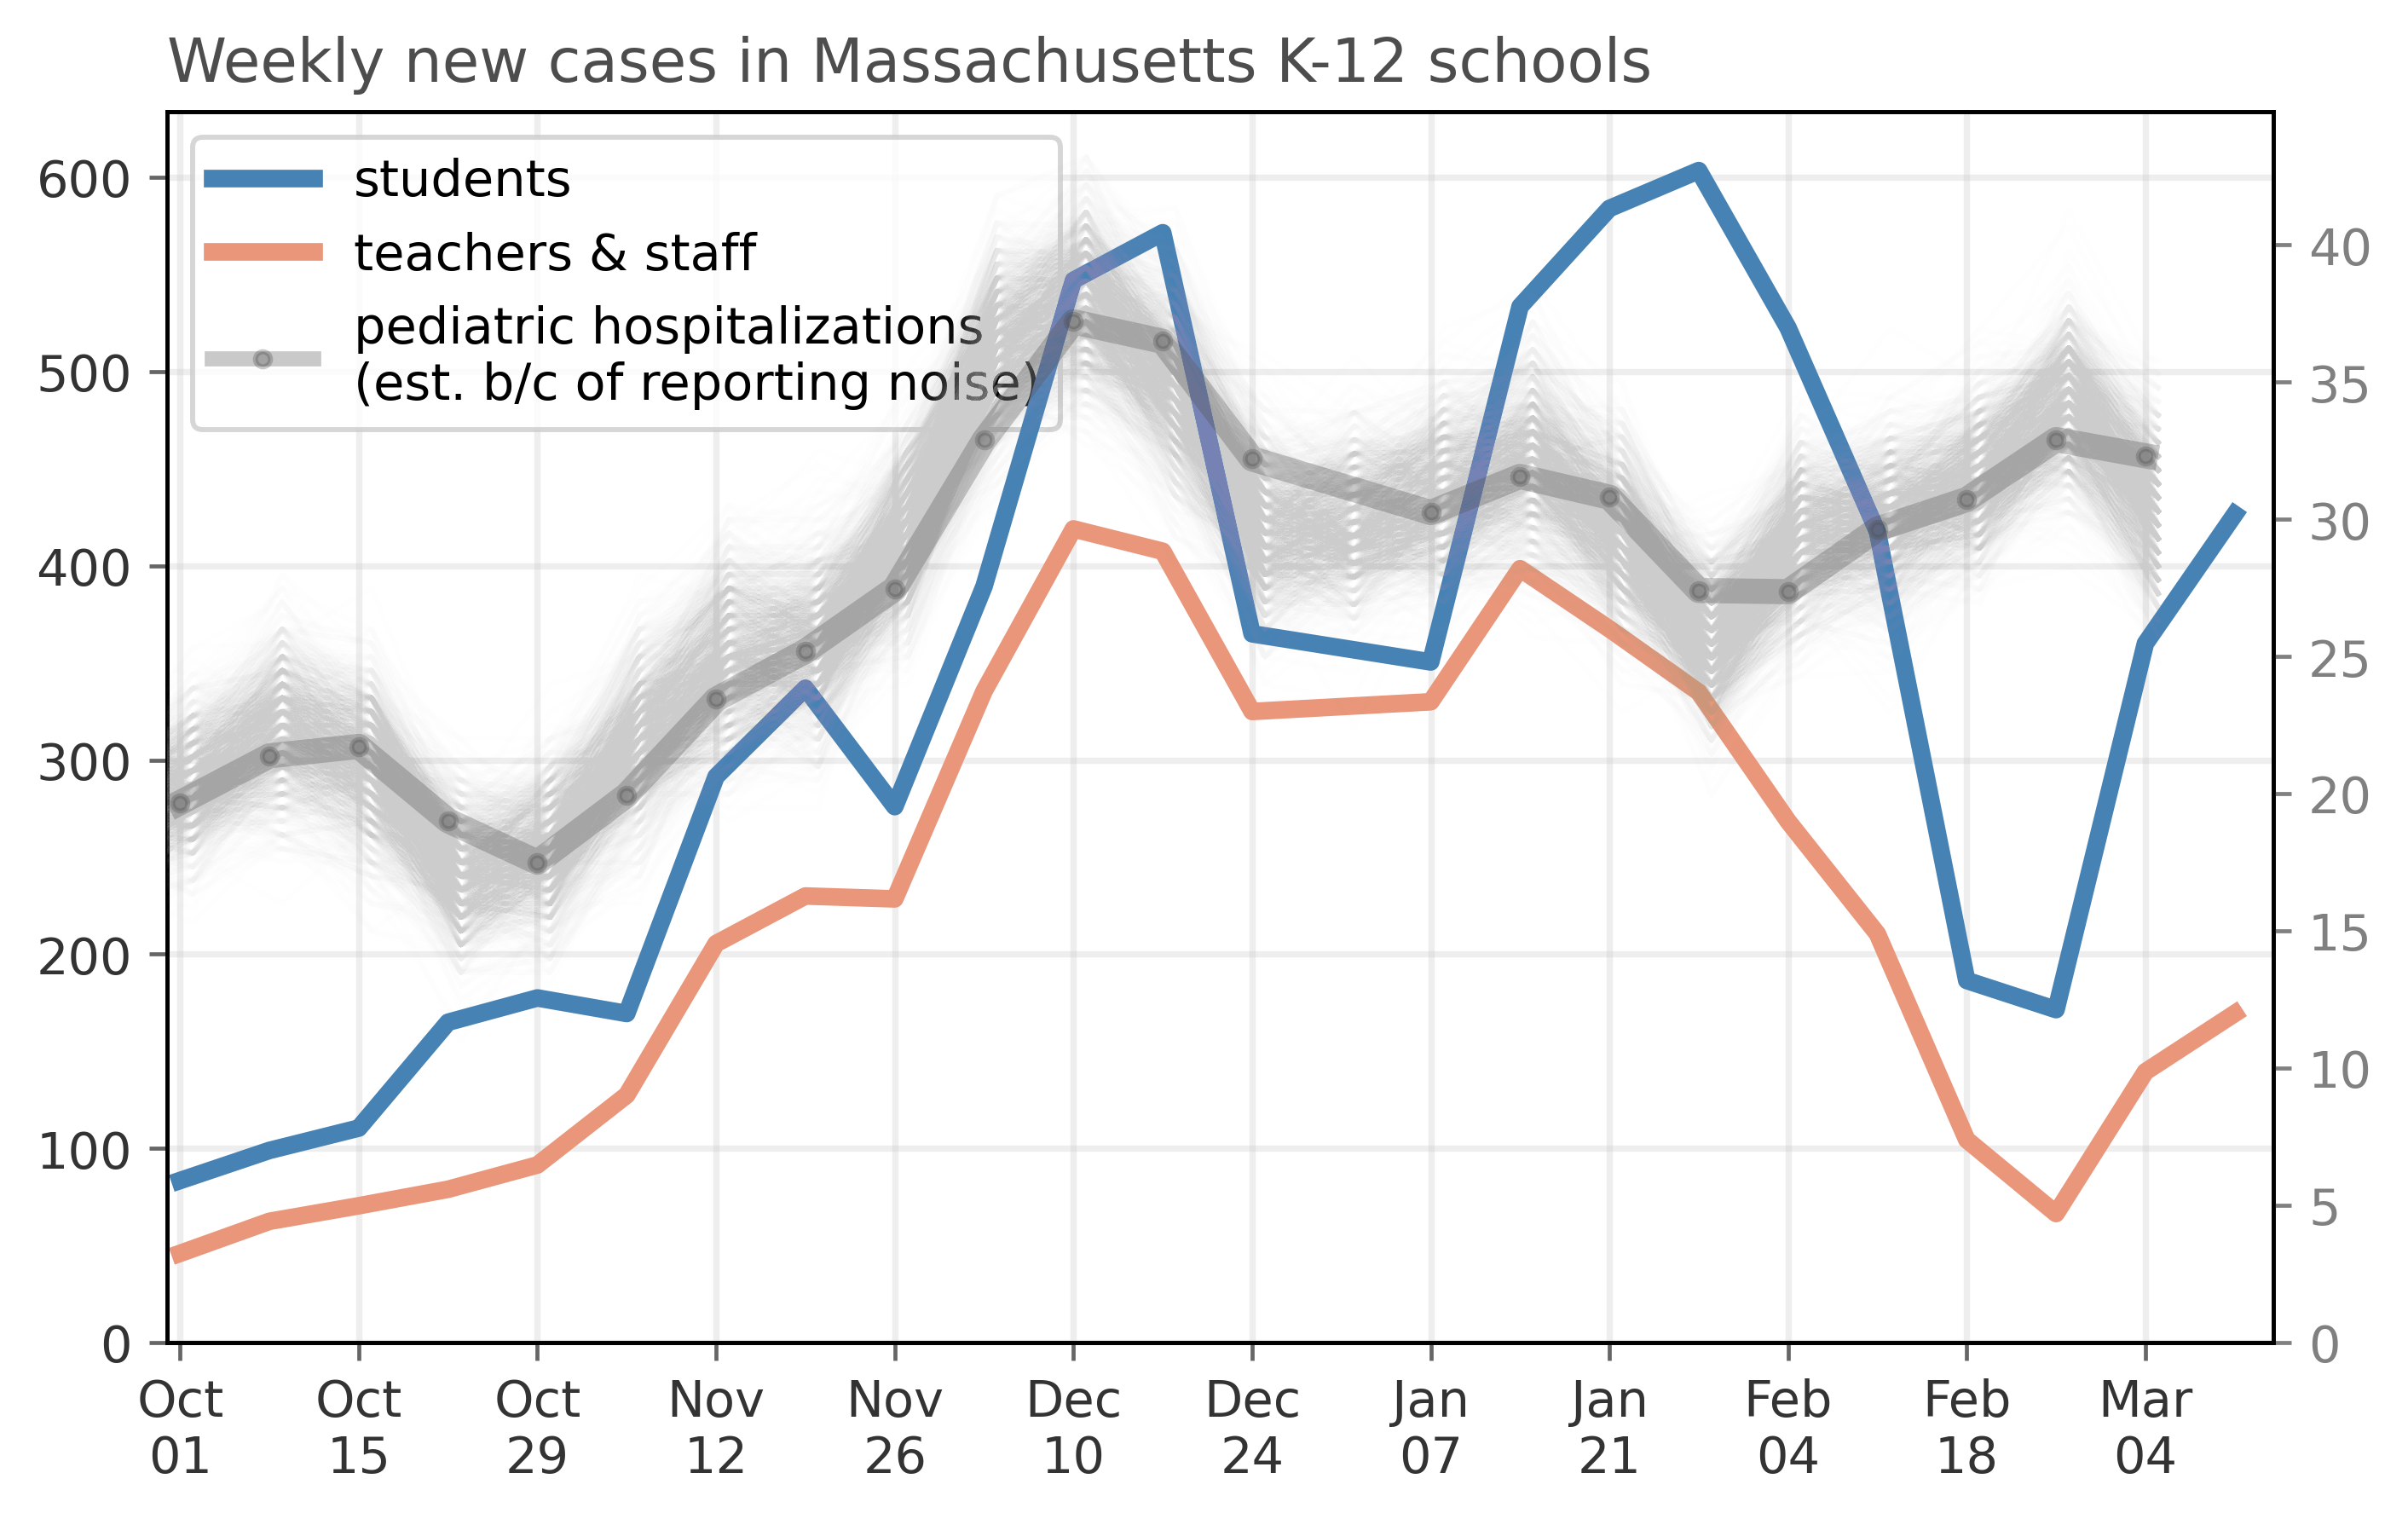 Weekly new cases in Massachusetts K-12 schools
students
teachers & staff
pediatric hospitalizations
(est. b/c of reporting noise)
600
500
400
300
200
100
0
40
35
30
25
20
15
10
5
0
Oct 01
Oct 15
Oct 29
Nov 12
Nov 26
Dec 10
Dec 24
Jan 07
Jan 21
Feb 04
Feb 18
Mar 04